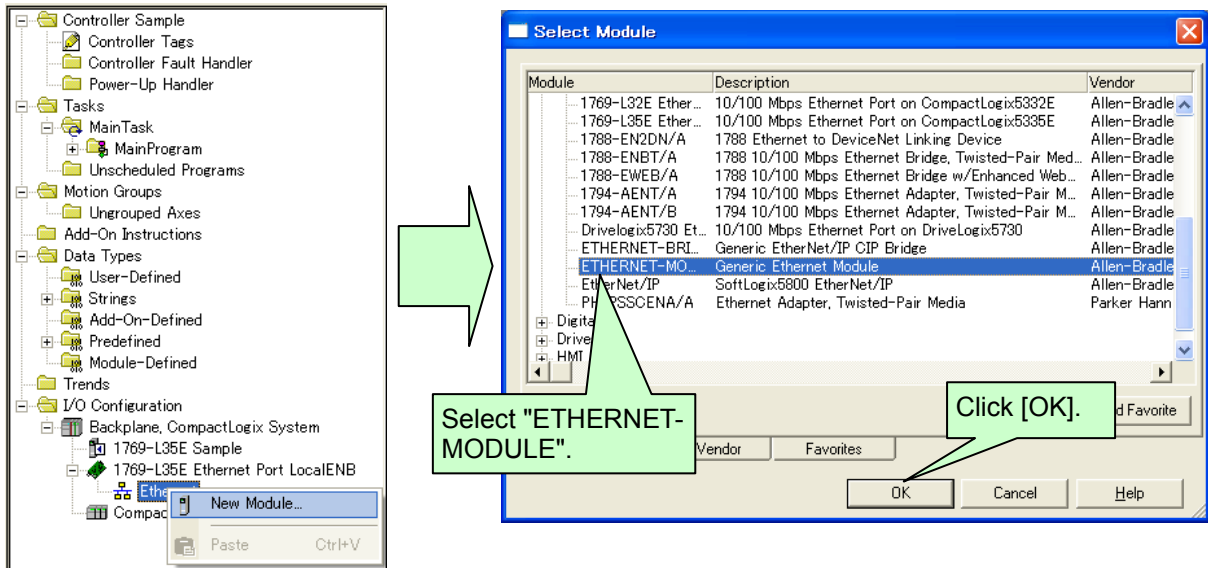 Controller Sample
Controller Tags
Controller Fault Handler
Power-Up Handler
Tasks
MainTask
MainProgram
Unscheduled Programs
Motion Groups
Ungrouped Axes
Add-On Instructions
Data Types
User-Defined
Strings
Add-On-Defined
Predefined
Module-Defined
Trends
I/O Configuration
Backplane, CompactLogix System
1769-L35E Sample
1769-L35E Ethernet Port LocalENB
New Module...
Paste Ctrl+V
Select Module
Module Description Vendor
1769-L32E Ether... 10/100 Mbps Ethernet Port on CompactLogix5332E Allen-Bradle
1769-L35E Ether... 10/100 Mbps Ethernet Port on CompactLogix5335E Allen-Bradle
1788-EN2DN/A 1788 Ethernet to DeviceNet Linking Device Allen-Bradle
1788-ENBT/A 1788 10/100 Mbps Ethernet Bridge, Twisted-Pair Med... Allen-Bradle
1788-EWEB/A 1788 10/100 Mbps Ethernet Bridge w/Enhanced Web... Allen-Bradle
1794-AENT/A 1794 10/100 Mbps Ethernet Adapter, Twisted-Pair M... Allen-Bradle
1794-AENT/B 1794 10/100 Mbps Ethernet Adapter, Twisted-Pair M... Allen-Bradle
Drivelogix5730 Et... 10/100 Mbps Ethernet Port on DriveLogix5730 Allen-Bradle
ETHERNET-BRI... Generic EtherNet/IP CIP Bridge Allen-Bradle
ETHERNET-MO... Generic Ethernet Module Allen-Bradle
EtherNet/IP SoftLogix5800 EtherNet/IP Allen-Bradle
Ethernet Adapter, Twisted-Pair Media Parker Hann
Digita
Drive
HMI
Select "ETHERNET-
MODULE".
Click [OK].
d Favorite
Vendor Favorites
OK Cancel Help